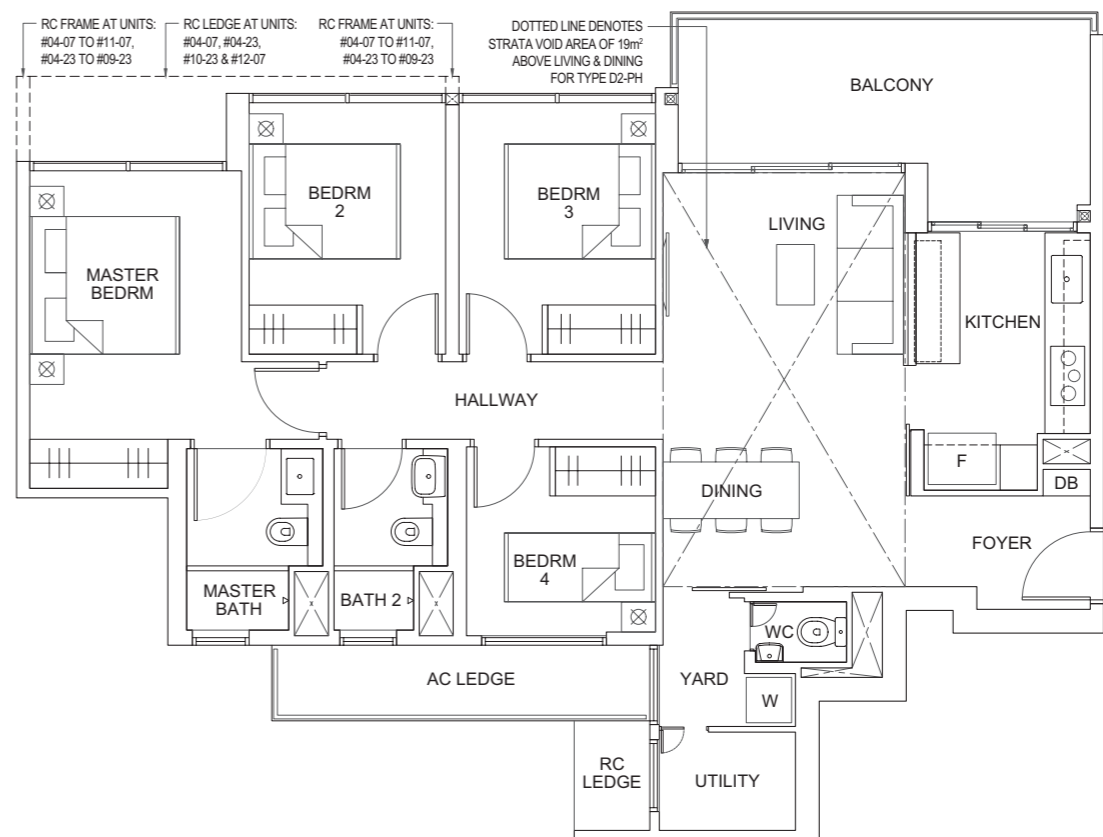 RC FRAME AT UNITS:
#04-07 TO #11-07,
#04-23 TO #09-23
RC LEDGE AT UNITS:
#04-07, #04-23,
#10-23 & #12-07
RC FRAME AT UNITS:
#04-07 TO #11-07,
#04-23 TO #09-23
DOTTED LINE DENOTES
STRATA VOID AREA OF 19m²
ABOVE LIVING & DINING
FOR TYPE D2-PH
BALCONY
BEDRM
2
BEDRM
3
LIVING
MASTER
BEDRM
KITCHEN
HALLWAY
F
DB
DINING
FOYER
BEDRM
4
MASTER
BATH
BATH 2
WC
AC LEDGE
YARD
W
RC
LEDGE
UTILITY